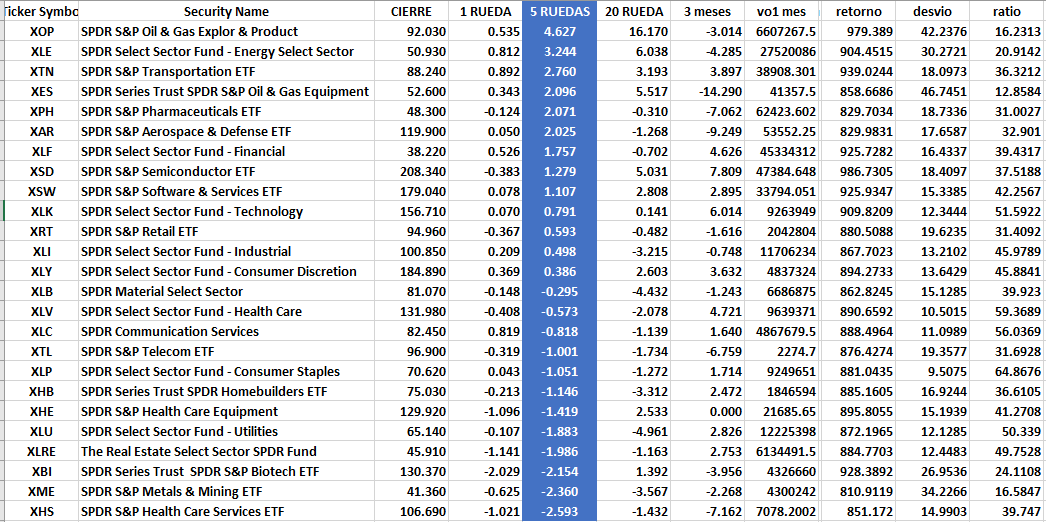 Ticker Symbo Security Name CIERRE 1 RUEDA 5 RUEDAS 20 RUEDA 3 meses vo1 mes retorno desvio ratio
XOP SPDR S&P Oil & Gas Explor & Product 92.030 0.535 4.627 16.170 -3.014 6607267.5 979.389 42.2376 16.2313
XLE SPDR Select Sector Fund - Energy Select Sector 50.930 0.812 3.244 6.038 -4.285 27520086 904.4515 30.2721 20.9142
XTN SPDR S&P Transportation ETF 88.240 0.892 2.760 3.193 3.897 38908.301 939.0244 18.0973 36.3212
XES SPDR Series Trust SPDR S&P Oil & Gas Equipment 52.600 0.343 2.096 5.517 -14.290 41357.5 858.6686 46.7451 12.8584
XPH SPDR S&P Pharmaceuticals ETF 48.300 -0.124 2.071 -0.310 -7.062 62423.602 829.7034 18.7336 31.0027
XAR SPDR S&P Aerospace & Defense ETF 119.900 0.050 2.025 -1.268 -9.249 53552.25 829.9831 17.6587 32.901
XLF SPDR Select Sector Fund - Financial 38.220 0.526 1.757 -0.702 4.626 45334312 925.7282 16.4337 39.4317
XSD SPDR S&P Semiconductor ETF 208.340 -0.383 1.279 5.031 7.809 47384.648 986.7305 18.4097 37.5188
XSW SPDR S&P Software & Services ETF 179.040 0.078 1.107 2.808 2.895 33794.051 925.9347 15.3385 42.2567
XLK SPDR Select Sector Fund - Technology 156.710 0.070 0.791 0.141 6.014 9263949 909.8209 12.3444 51.5922
XRT SPDR S&P Retail ETF 94.960 -0.367 0.593 -0.482 -1.616 2042804 880.5088 19.6235 31.4092
XLI SPDR Select Sector Fund - Industrial 100.850 0.209 0.498 -3.215 -0.748 11706234 867.7023 13.2102 45.9789
XLY SPDR Select Sector Fund - Consumer Discretion 184.890 0.369 0.386 2.603 3.632 4837324 894.2733 13.6429 45.8841
XLB SPDR Material Select Sector 81.070 -0.148 -0.295 -4.432 -1.243 6686875 862.8245 15.1285 39.923
XLV SPDR Select Sector Fund - Health Care 131.980 -0.408 -0.573 -2.078 4.721 9639371 890.6592 10.5015 59.3689
XLC SPDR Communication Services 82.450 0.819 -0.818 -1.139 1.640 4867679.5 888.4964 11.0989 56.0369
XTL SPDR S&P Telecom ETF 96.900 -0.319 -1.001 -1.734 -6.759 2274.7 876.4274 19.3577 31.6928
XLP SPDR Select Sector Fund - Consumer Staples 70.620 0.043 -1.051 -1.272 1.714 9249651 881.0435 9.5075 64.8676
XHB SPDR Series Trust SPDR Homebuilders ETF 75.030 -0.213 -1.146 -3.312 2.472 1846594 885.1605 16.9244 36.6105
XHE SPDR S&P Health Care Equipment 129.920 -1.096 -1.419 2.533 0.000 21685.65 895.8055 15.1939 41.2708
XLU SPDR Select Sector Fund - Utilities 65.140 -0.107 -1.883 -4.961 2.826 12225398 872.1965 12.1285 50.339
XLRE The Real Estate Select Sector SPDR Fund 45.910 -1.141 -1.986 -1.163 2.753 6134491.5 884.7703 12.4483 49.7528
XBI SPDR Series Trust SPDR S&P Biotech ETF 130.370 -2.029 -2.154 1.392 -3.956 4326660 928.3892 26.9536 24.1108
XME SPDR S&P Metals & Mining ETF 41.360 -0.625 -2.360 -3.567 -2.268 4300242 810.9119 34.2266 16.5847
XHS SPDR S&P Health Care Services ETF 106.690 -1.021 -2.593 -1.432 -7.162 7078.2002 851.172 14.9903 39.747